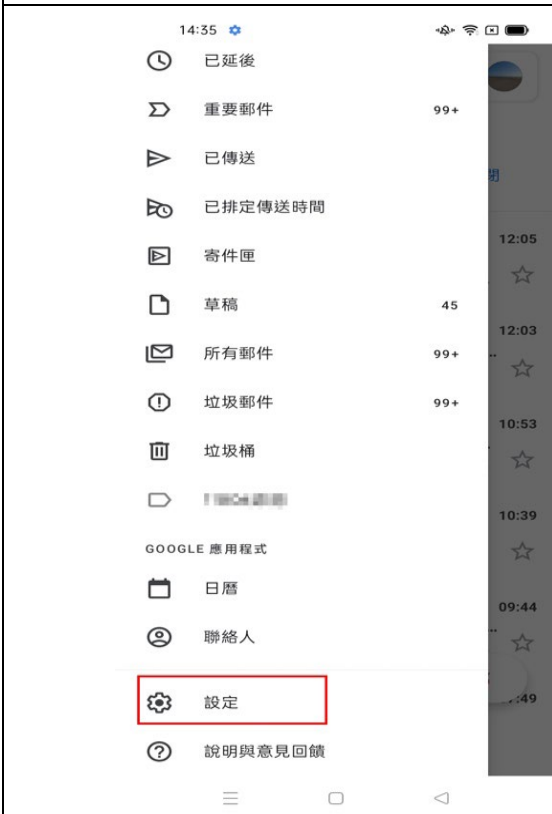 14:35
已延後
重要郵件 99+
已傳送
已排定傳送時間
寄件匣
草稿 45
所有郵件 99+
垃圾郵件 99+
垃圾桶
GOOGLE 應用程式
日曆
聯絡人
設定
說明與意見回饋
12:05
12:03
10:53
10:39
09:44
:49